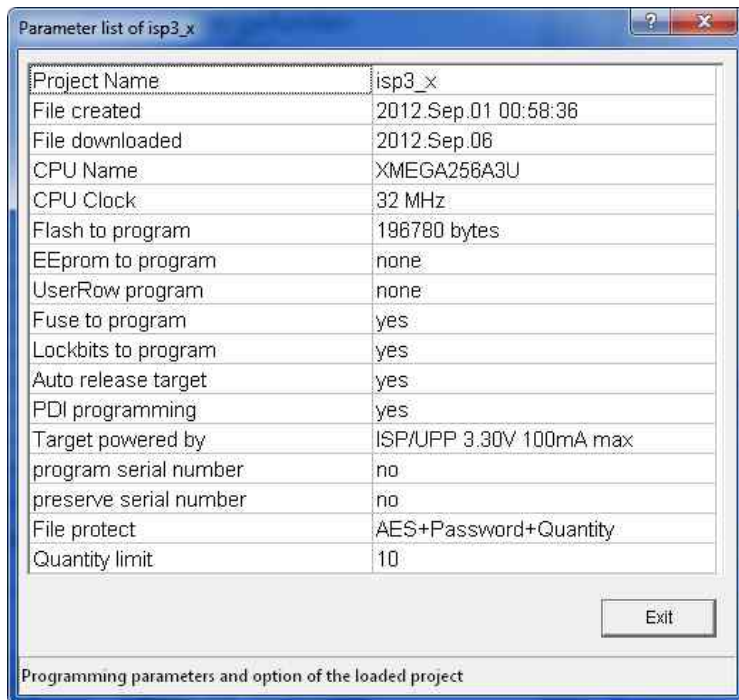 Parameter list of isp3_x
Project Name isp3_x
File created 2012.Sep.01 00:58:36
File downloaded 2012.Sep.06
CPU Name XMEGA256A3U
CPU Clock 32 MHz
Flash to program 196780 bytes
EEprom to program none
UserRow program none
Fuse to program yes
Lockbits to program yes
Auto release target yes
PDI programming yes
Target powered by ISP/UPP 3.30V 100mA max
program serial number no
preserve serial number no
File protect AES+Password+Quantity
Quantity limit 10
Exit
Programming parameters and option of the loaded project